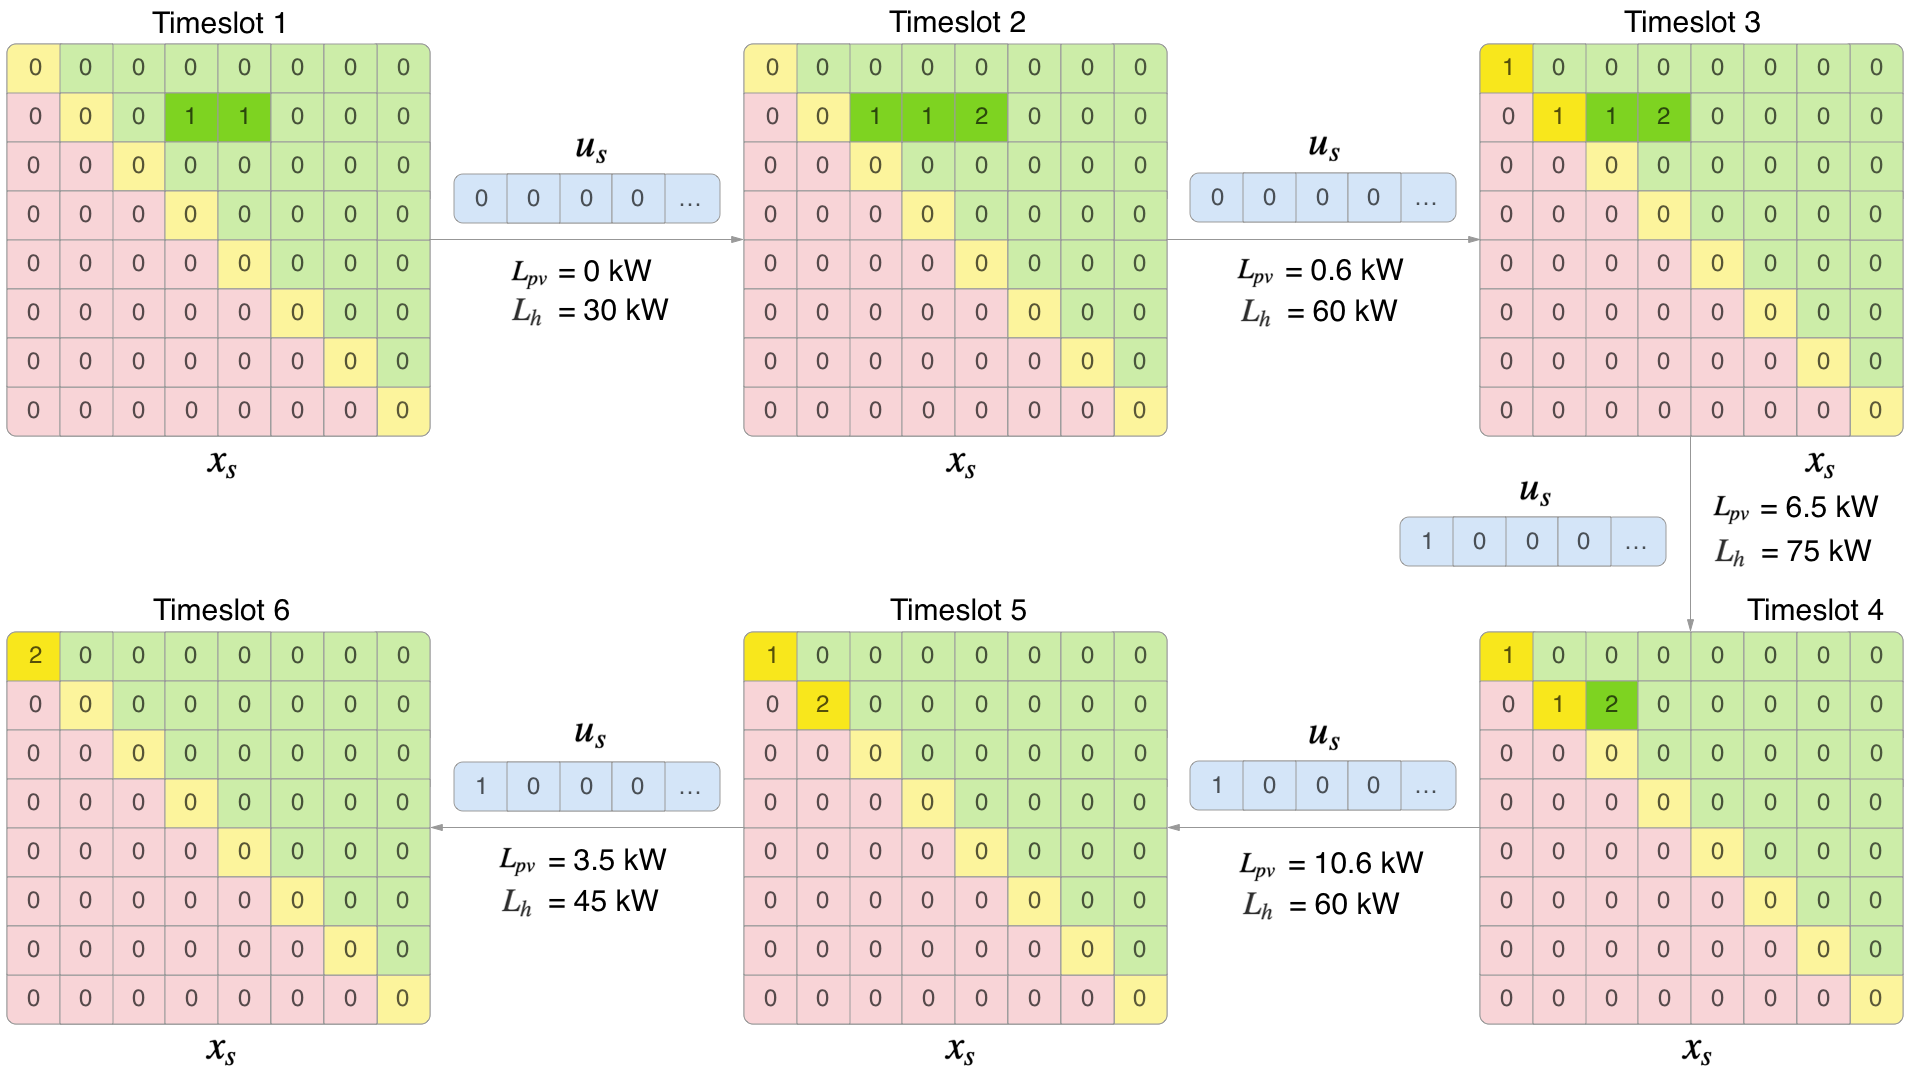 Timeslot 1
0 0 0 0 0 0 0 0
0 0 0 1 1 0 0 0
0 0 0 0 0 0 0 0
0 0 0 0 0 0 0 0
0 0 0 0 0 0 0 0
0 0 0 0 0 0 0 0
0 0 0 0 0 0 0 0
0 0 0 0 0 0 0 0
xs
us
0 0 0 0 ...
Lpv = 0 kW
Lh = 30 kW
Timeslot 2
0 0 0 0 0 0 0 0
0 0 1 1 2 0 0 0
0 0 0 0 0 0 0 0
0 0 0 0 0 0 0 0
0 0 0 0 0 0 0 0
0 0 0 0 0 0 0 0
0 0 0 0 0 0 0 0
0 0 0 0 0 0 0 0
xs
us
0 0 0 0 ...
Lpv = 0.6 kW
Lh = 60 kW
Timeslot 3
1 0 0 0 0 0 0 0
0 1 1 2 0 0 0 0
0 0 0 0 0 0 0 0
0 0 0 0 0 0 0 0
0 0 0 0 0 0 0 0
0 0 0 0 0 0 0 0
0 0 0 0 0 0 0 0
0 0 0 0 0 0 0 0
xs
us
1 0 0 0 ...
Lpv = 6.5 kW
Lh = 75 kW
Timeslot 4
1 0 0 0 0 0 0 0
0 1 2 0 0 0 0 0
0 0 0 0 0 0 0 0
0 0 0 0 0 0 0 0
0 0 0 0 0 0 0 0
0 0 0 0 0 0 0 0
0 0 0 0 0 0 0 0
0 0 0 0 0 0 0 0
xs
us
1 0 0 0 ...
Lpv = 10.6 kW
Lh = 60 kW
Timeslot 5
1 0 0 0 0 0 0 0
0 2 0 0 0 0 0 0
0 0 0 0 0 0 0 0
0 0 0 0 0 0 0 0
0 0 0 0 0 0 0 0
0 0 0 0 0 0 0 0
0 0 0 0 0 0 0 0
0 0 0 0 0 0 0 0
xs
us
1 0 0 0 ...
Lpv = 3.5 kW
Lh = 45 kW
Timeslot 6
2 0 0 0 0 0 0 0
0 0 0 0 0 0 0 0
0 0 0 0 0 0 0 0
0 0 0 0 0 0 0 0
0 0 0 0 0 0 0 0
0 0 0 0 0 0 0 0
0 0 0 0 0 0 0 0
0 0 0 0 0 0 0 0
xs